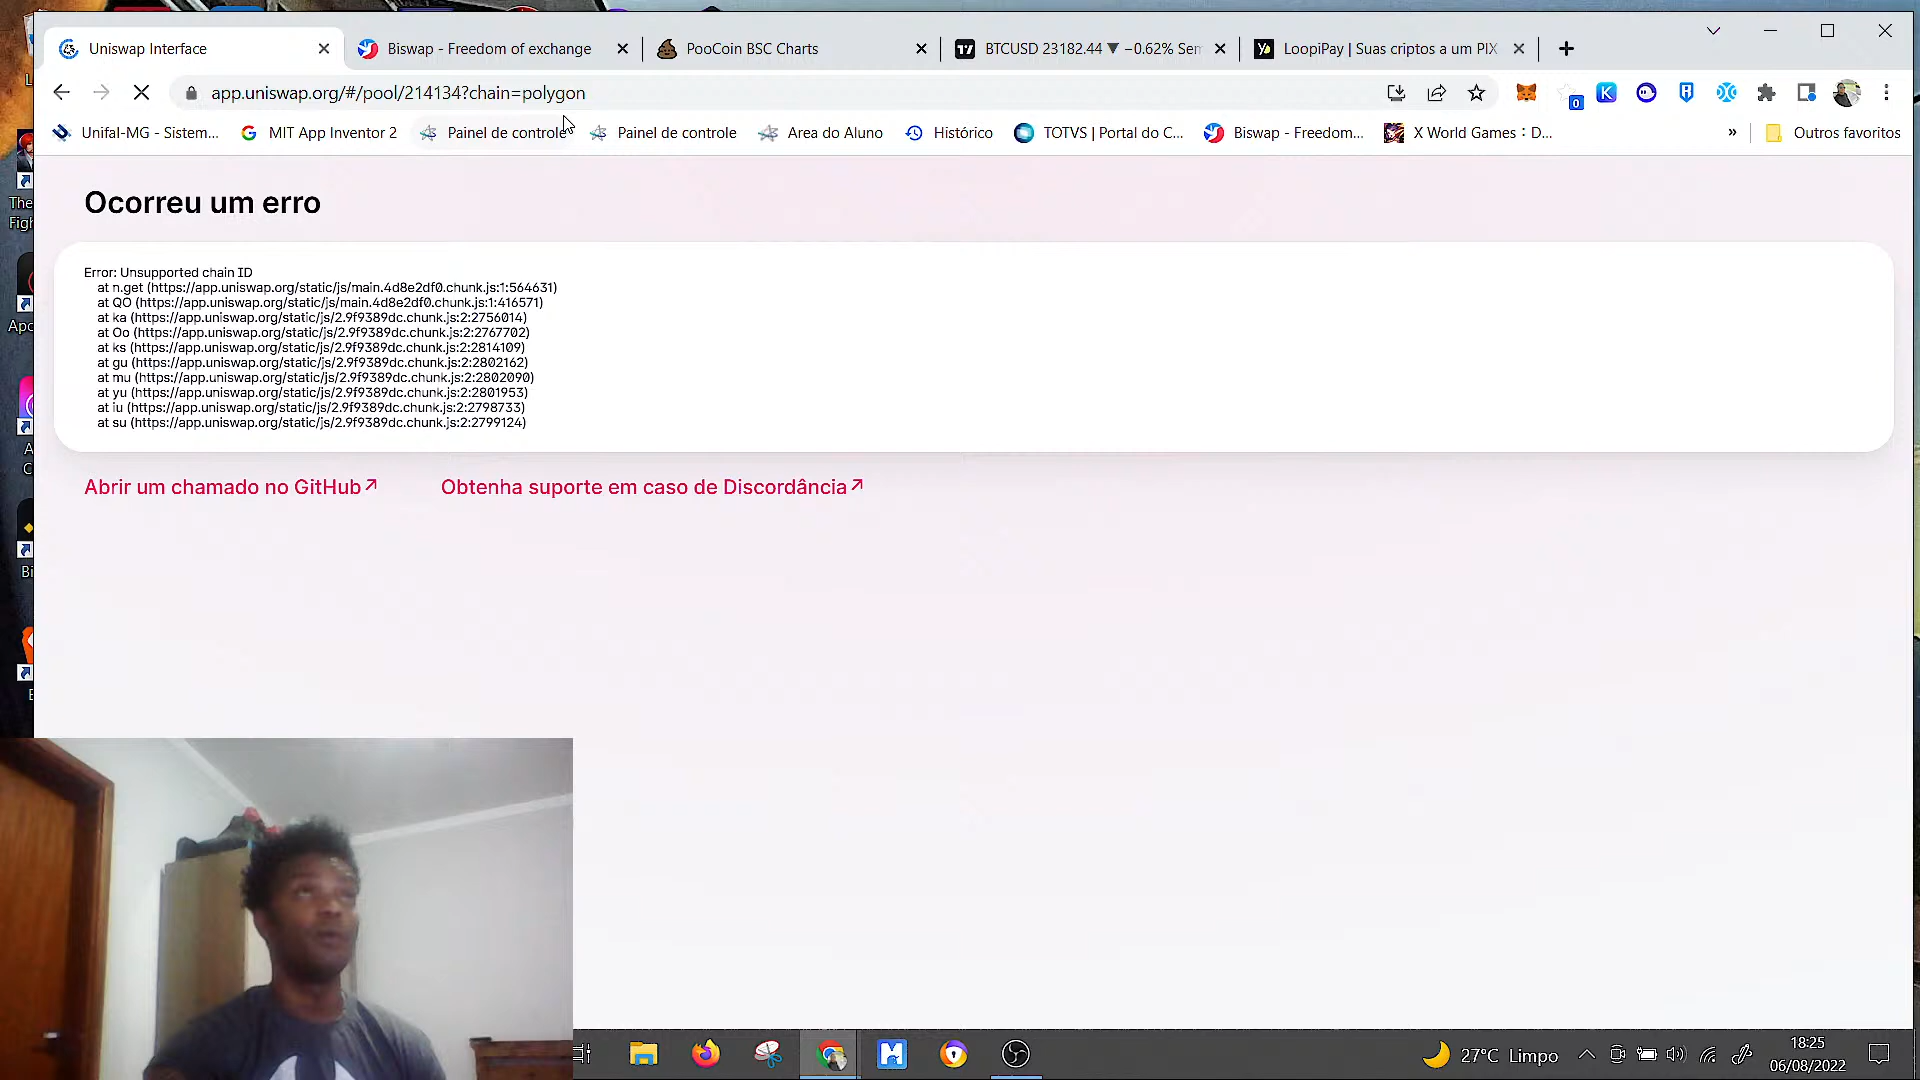 Uniswap Interface
Biswap - Freedom of exchange
PooCoin BSC Charts
BTCUSD 23182.44 ▼ −0.62% Sem
LoopiPay | Suas criptos a um PIX
app.uniswap.org/#/pool/214134?chain=polygon
0
Unifal-MG - Sistem...
MIT App Inventor 2
Painel de controle
Painel de controle
Area do Aluno
Histórico
TOTVS | Portal do C...
Biswap - Freedom...
X World Games : D...
»
Outros favoritos
Ocorreu um erro
Error: Unsupported chain ID
at n.get (https://app.uniswap.org/static/js/main.4d8e2df0.chunk.js:1:564631)
at QO (https://app.uniswap.org/static/js/main.4d8e2df0.chunk.js:1:416571)
at ka (https://app.uniswap.org/static/js/2.9f9389dc.chunk.js:2:2756014)
at Oo (https://app.uniswap.org/static/js/2.9f9389dc.chunk.js:2:2767702)
at ks (https://app.uniswap.org/static/js/2.9f9389dc.chunk.js:2:2814109)
at gu (https://app.uniswap.org/static/js/2.9f9389dc.chunk.js:2:2802162)
at mu (https://app.uniswap.org/static/js/2.9f9389dc.chunk.js:2:2802090)
at yu (https://app.uniswap.org/static/js/2.9f9389dc.chunk.js:2:2801953)
at iu (https://app.uniswap.org/static/js/2.9f9389dc.chunk.js:2:2798733)
at su (https://app.uniswap.org/static/js/2.9f9389dc.chunk.js:2:2799124)
Abrir um chamado no GitHub↗
Obtenha suporte em caso de Discordância↗
The
Figh
Apo
A
C
Bi
27°C Limpo
18:25
06/08/2022